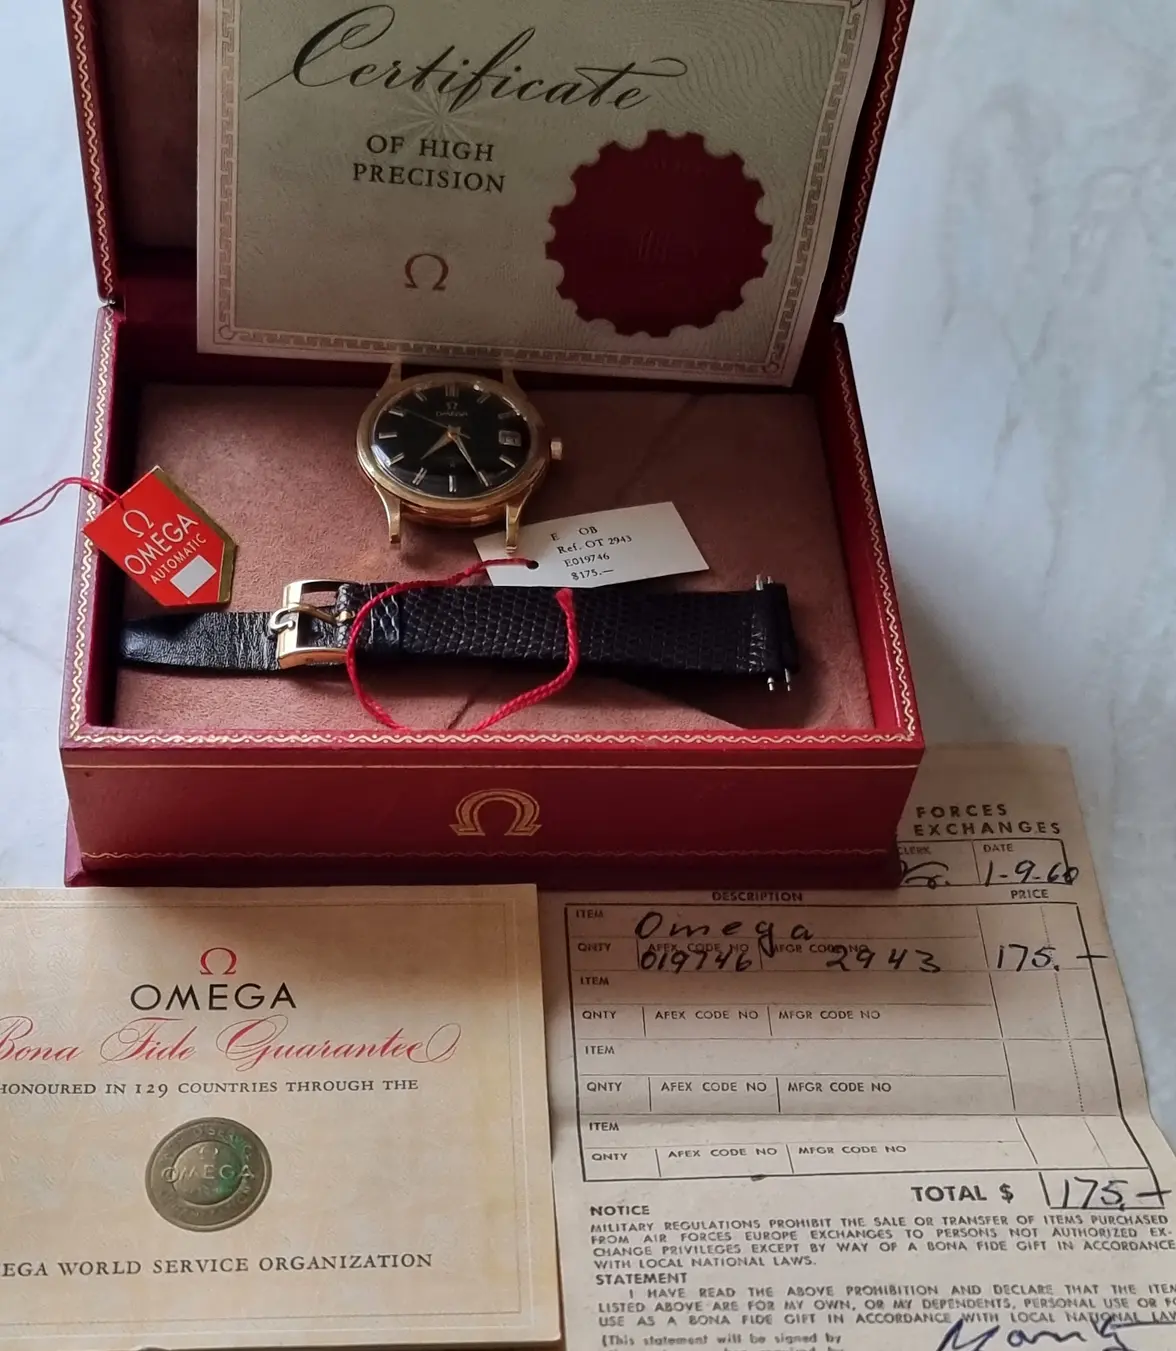 Certificate
OF HIGH
PRECISION
Ω
Ω
OMEGA
Ω
OMEGA
AUTOMATIC
E OB
Ref. OT 2943
E019746
$175.—
Ω
FORCES
EXCHANGES
CLERK
DATE
1-9-60
DESCRIPTION
PRICE
ITEM
Omega
QNTY
AFEX CODE NO
MFGR CODE NO
019746
2943
175.—
ITEM
QNTY
AFEX CODE NO
MFGR CODE NO
ITEM
QNTY
AFEX CODE NO
MFGR CODE NO
ITEM
QNTY
AFEX CODE NO
MFGR CODE NO
TOTAL $ 175,—
NOTICE
MILITARY REGULATIONS PROHIBIT THE SALE OR TRANSFER OF ITEMS PURCHASED
FROM AIR FORCES EUROPE EXCHANGES TO PERSONS NOT AUTHORIZED EX-
CHANGE PRIVILEGES EXCEPT BY WAY OF A BONA FIDE GIFT IN ACCORDANCE
WITH LOCAL NATIONAL LAWS.
STATEMENT
I HAVE READ THE ABOVE PROHIBITION AND DECLARE THAT THE ITEM
LISTED ABOVE ARE FOR MY OWN, OR MY DEPENDENTS, PERSONAL USE OR FO
USE AS A BONA FIDE GIFT IN ACCORDANCE WITH LOCAL NATIONAL LAW
(This statement will be signed by
Ω
OMEGA
Bona Fide Guarantee
HONOURED IN 129 COUNTRIES THROUGH THE
OMEGA
EGA WORLD SERVICE ORGANIZATION